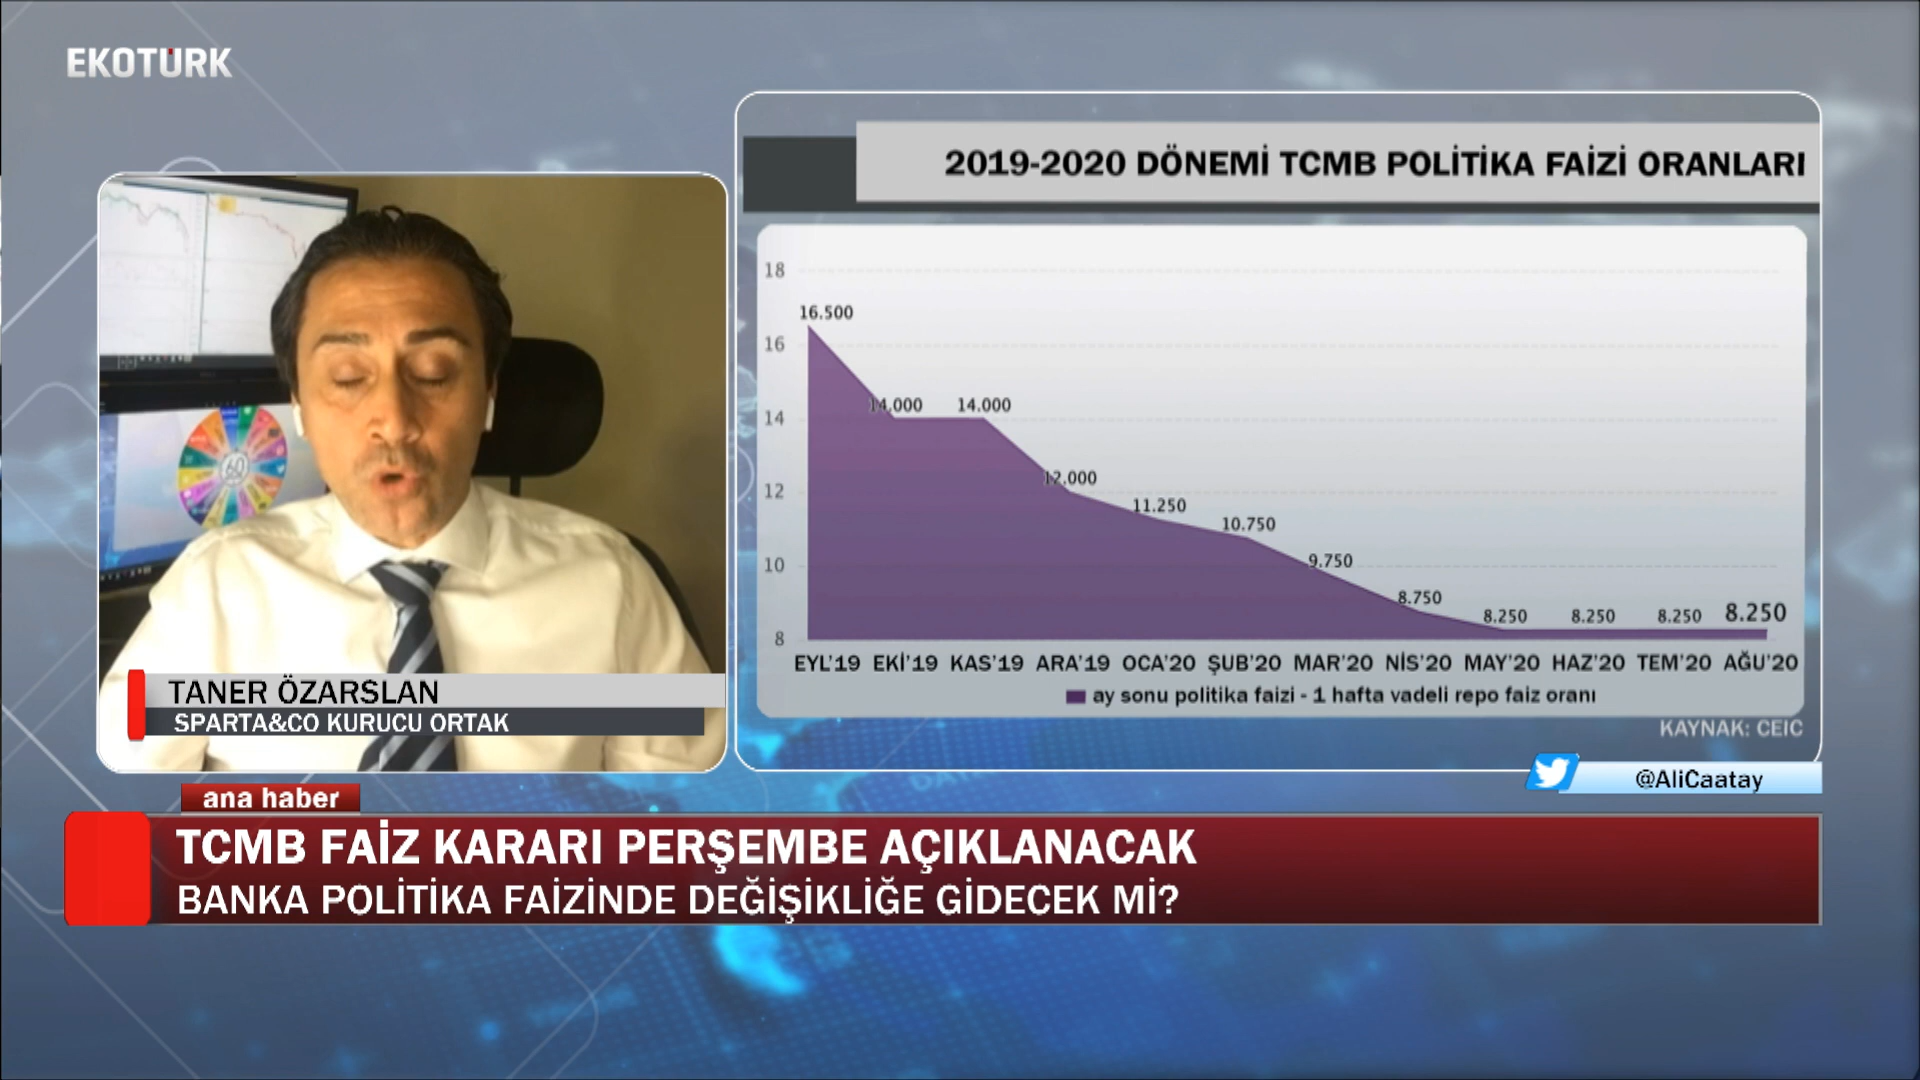 EKOTÜRK
2019-2020 DÖNEMİ TCMB POLİTİKA FAİZİ ORANLARI
18
16
14
12
10
8
16.500
14.000
14.000
12.000
11.250
10.750
9.750
8.750
8.250
8.250
8.250
8.250
EYL'19 EKİ'19 KAS'19 ARA'19 OCA'20 ŞUB'20 MAR'20 NİS'20 MAY'20 HAZ'20 TEM'20 AĞU'20
ay sonu politika faizi - 1 hafta vadeli repo faiz oranı
KAYNAK: CEIC
60
TANER ÖZARSLAN
SPARTA&CO KURUCU ORTAK
@AliCaatay
ana haber
TCMB FAİZ KARARI PERŞEMBE AÇIKLANACAK
BANKA POLİTİKA FAİZİNDE DEĞİŞİKLİĞE GİDECEK Mİ?